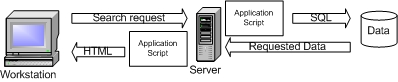 Search request
Application
Script
SQL
HTML
Application
Script
Requested Data
Data
Workstation
Server